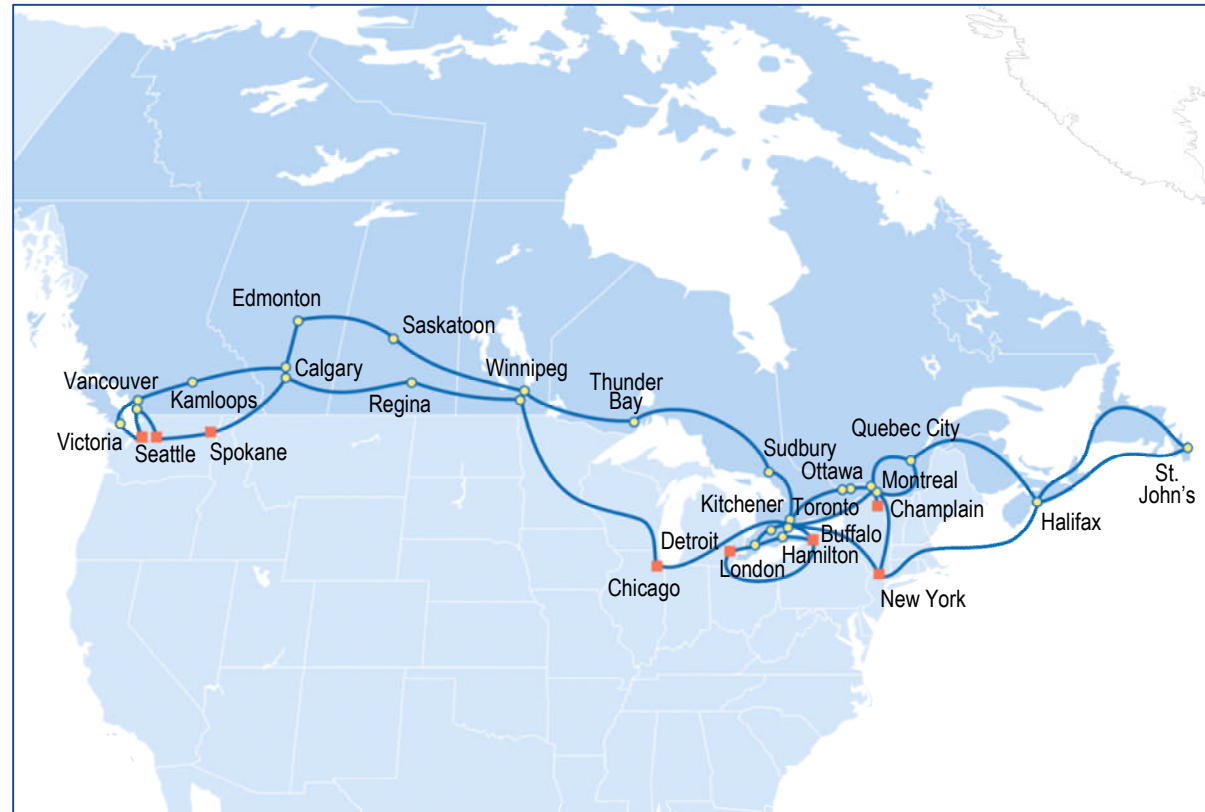 Edmonton
Saskatoon
Vancouver
Calgary
Winnipeg
Thunder
Bay
Kamloops
Regina
Victoria
Seattle
Spokane
Quebec City
Sudbury
Ottawa
Montreal
St.
John's
Kitchener
Toronto
Champlain
Halifax
Detroit
Buffalo
London
Hamilton
Chicago
New York